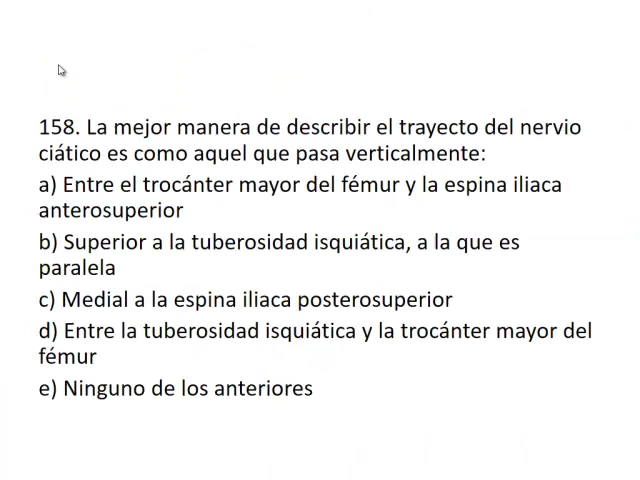 158. La mejor manera de describir el trayecto del nervio
ciático es como aquel que pasa verticalmente:
a) Entre el trocánter mayor del fémur y la espina iliaca
anterosuperior
b) Superior a la tuberosidad isquiática, a la que es
paralela
c) Medial a la espina iliaca posterosuperior
d) Entre la tuberosidad isquiática y la trocánter mayor del
fémur
e) Ninguno de los anteriores